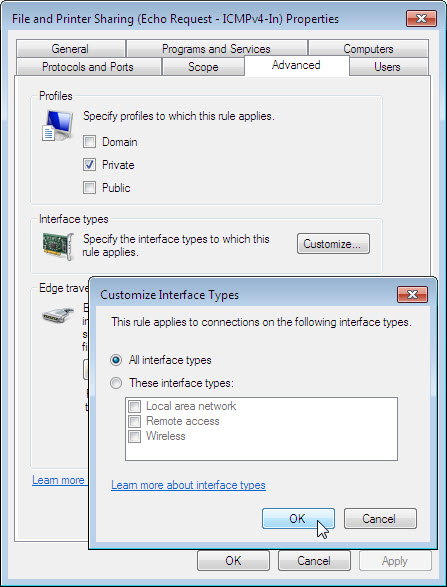 File and Printer Sharing (Echo Request - ICMPv4-In) Properties
General
Programs and Services
Computers
Protocols and Ports
Scope
Advanced
Users
Profiles
Specify profiles to which this rule applies.
Domain
Private
Public
Interface types
Specify the interface types to which this
rule applies.
Customize...
Edge trave
Customize Interface Types
This rule applies to connections on the following interface types.
All interface types
These interface types:
Local area network
Remote access
Wireless
Learn more about interface types
Learn more
OK
Cancel
OK
Cancel
Apply